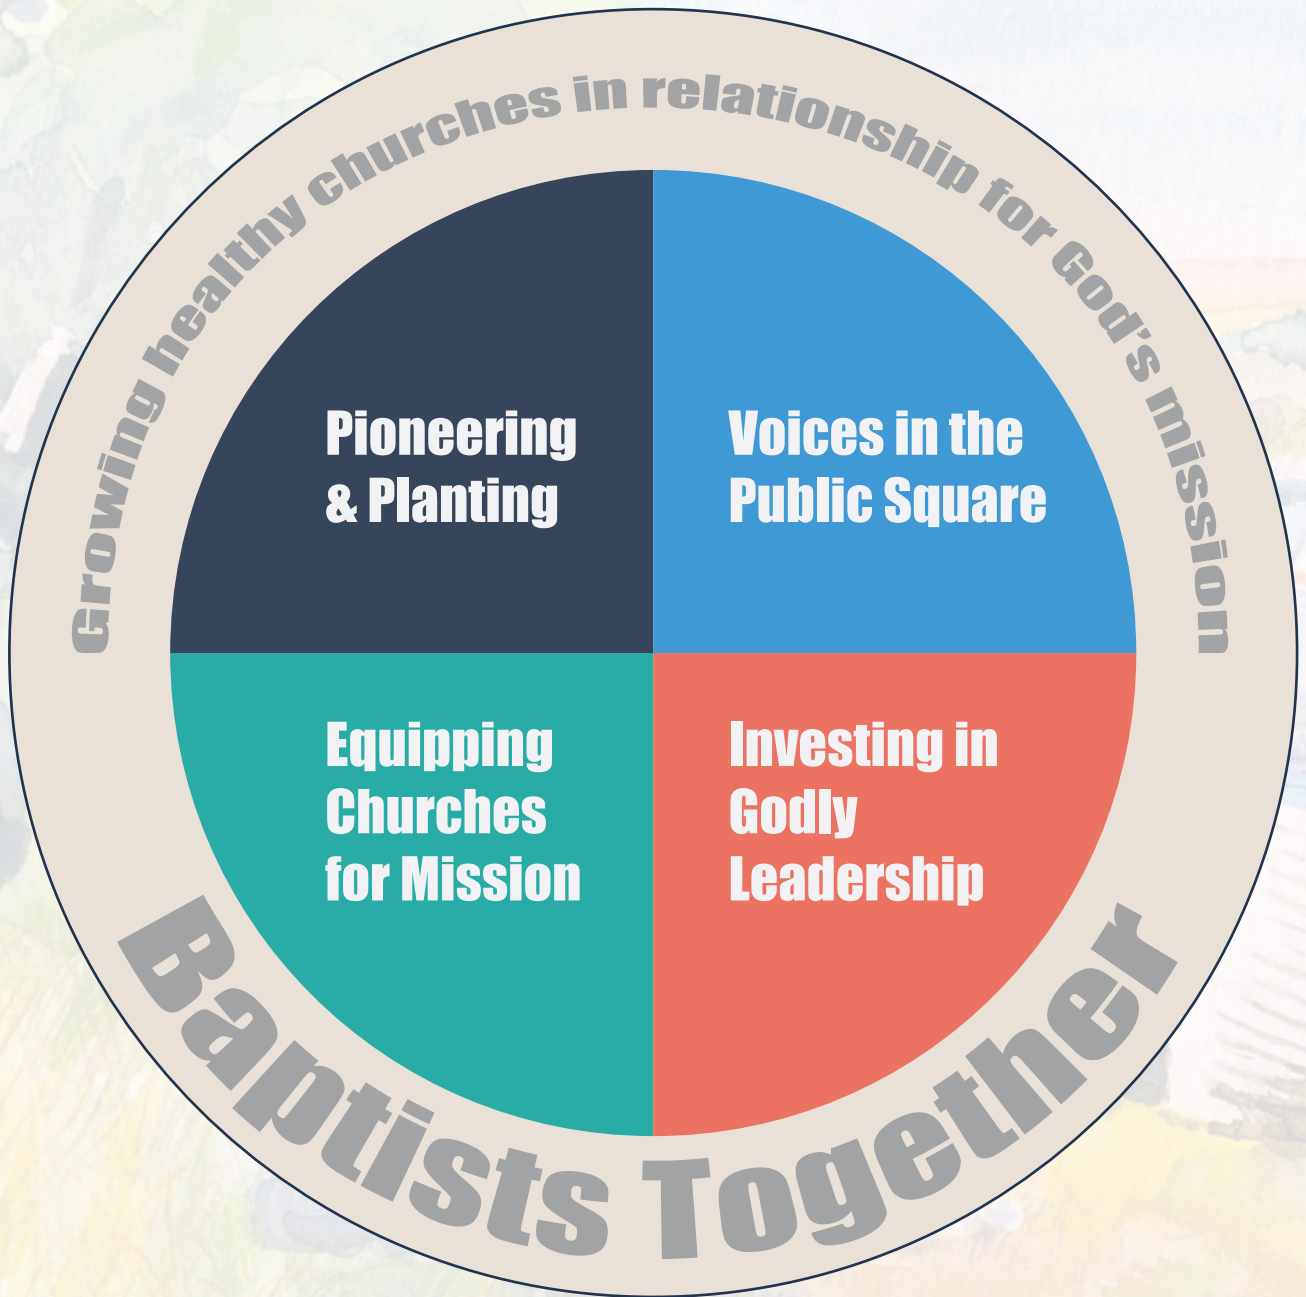 Growing healthy churches in relationship for God's mission
Pioneering
& Planting
Voices in the
Public Square
Equipping
Churches
for Mission
Investing in
Godly
Leadership
Baptists Together